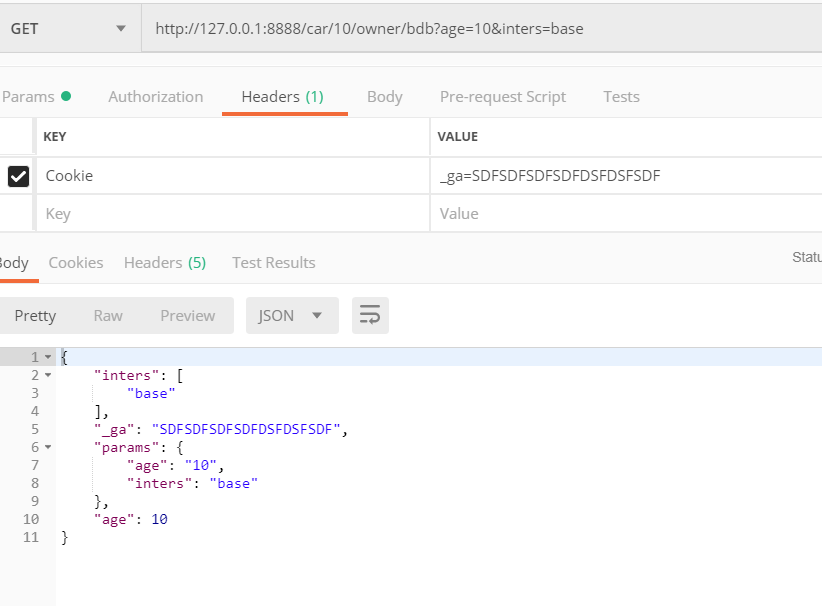 GET http://127.0.0.1:8888/car/10/owner/bdb?age=10&inters=base
Params Authorization Headers (1) Body Pre-request Script Tests
KEY VALUE
Cookie _ga=SDFSDFSDFSDFDSFDSFSDF
Key Value
Body Cookies Headers (5) Test Results Statu
Pretty Raw Preview JSON
1 {
2 "inters": [
3 "base"
4 ],
5 "_ga": "SDFSDFSDFSDFDSFDSFSDF",
6 "params": {
7 "age": "10",
8 "inters": "base"
9 },
10 "age": 10
11 }